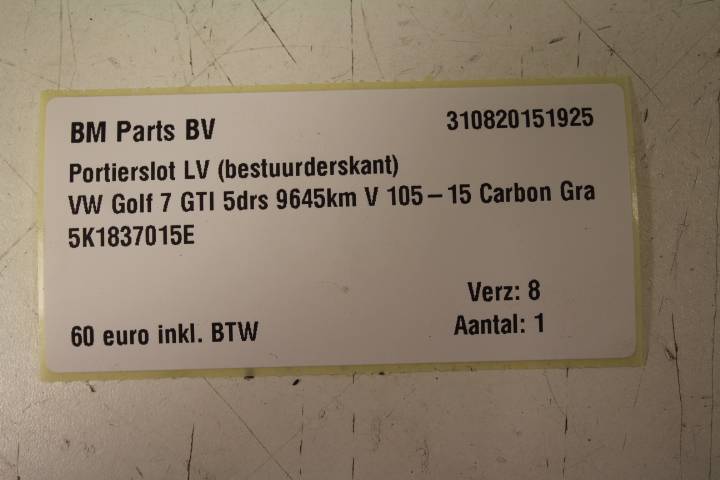 BM Parts BV 310820151925
Portierslot LV (bestuurderskant)
VW Golf 7 GTI 5drs 9645km V 105-15 Carbon Gra
5K1837015E
Verz: 8
60 euro inkl. BTW Aantal: 1